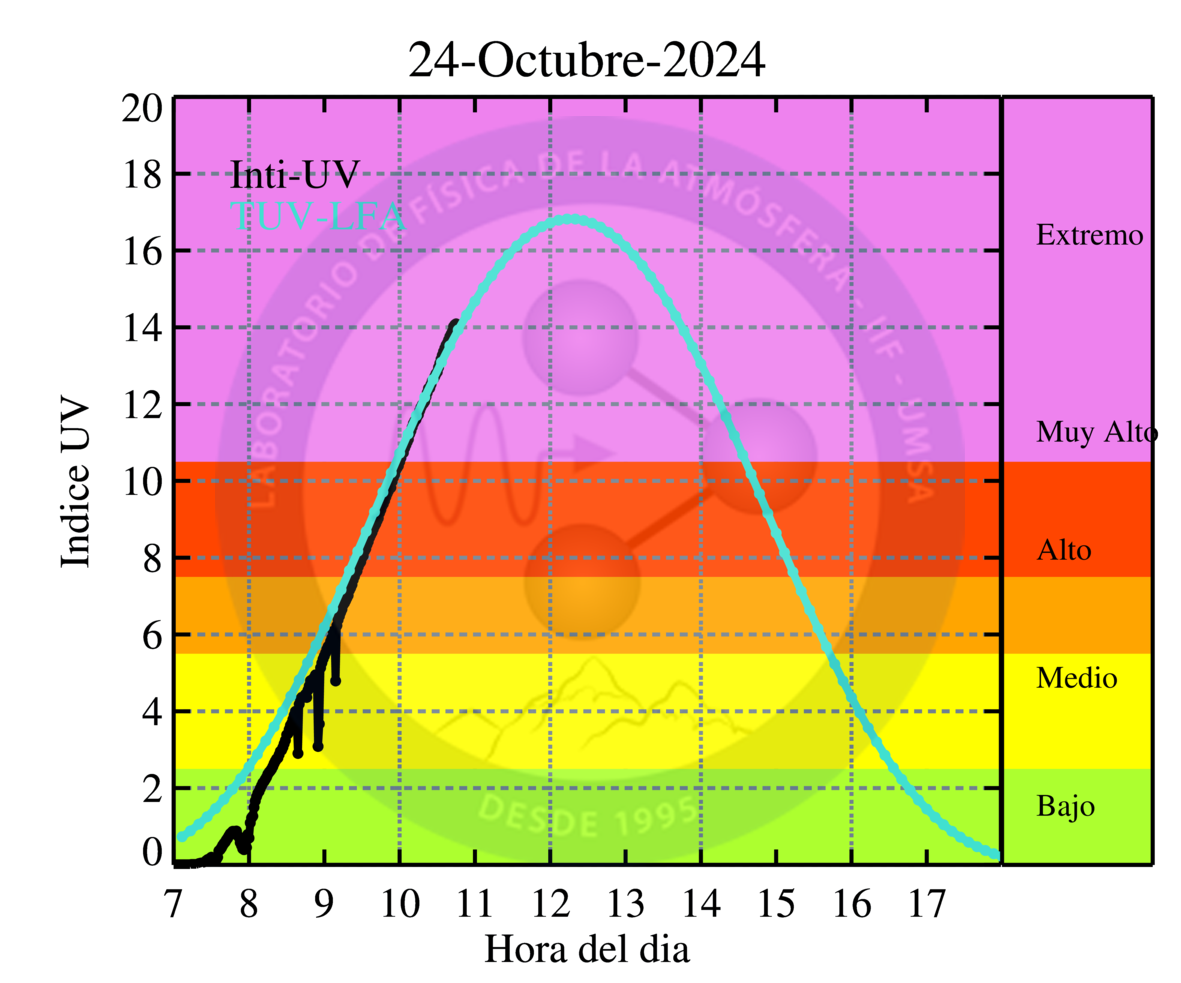 24-Octubre-2024
Inti-UV
TUV-LFA
LABORATORIO DE FÍSICA DE LA ATMÓSFERA - IIF - UMSA
DESDE 1995
Indice UV
20
18
16
14
12
10
8
6
4
2
0
Extremo
Muy Alto
Alto
Medio
Bajo
7 8 9 10 11 12 13 14 15 16 17
Hora del dia